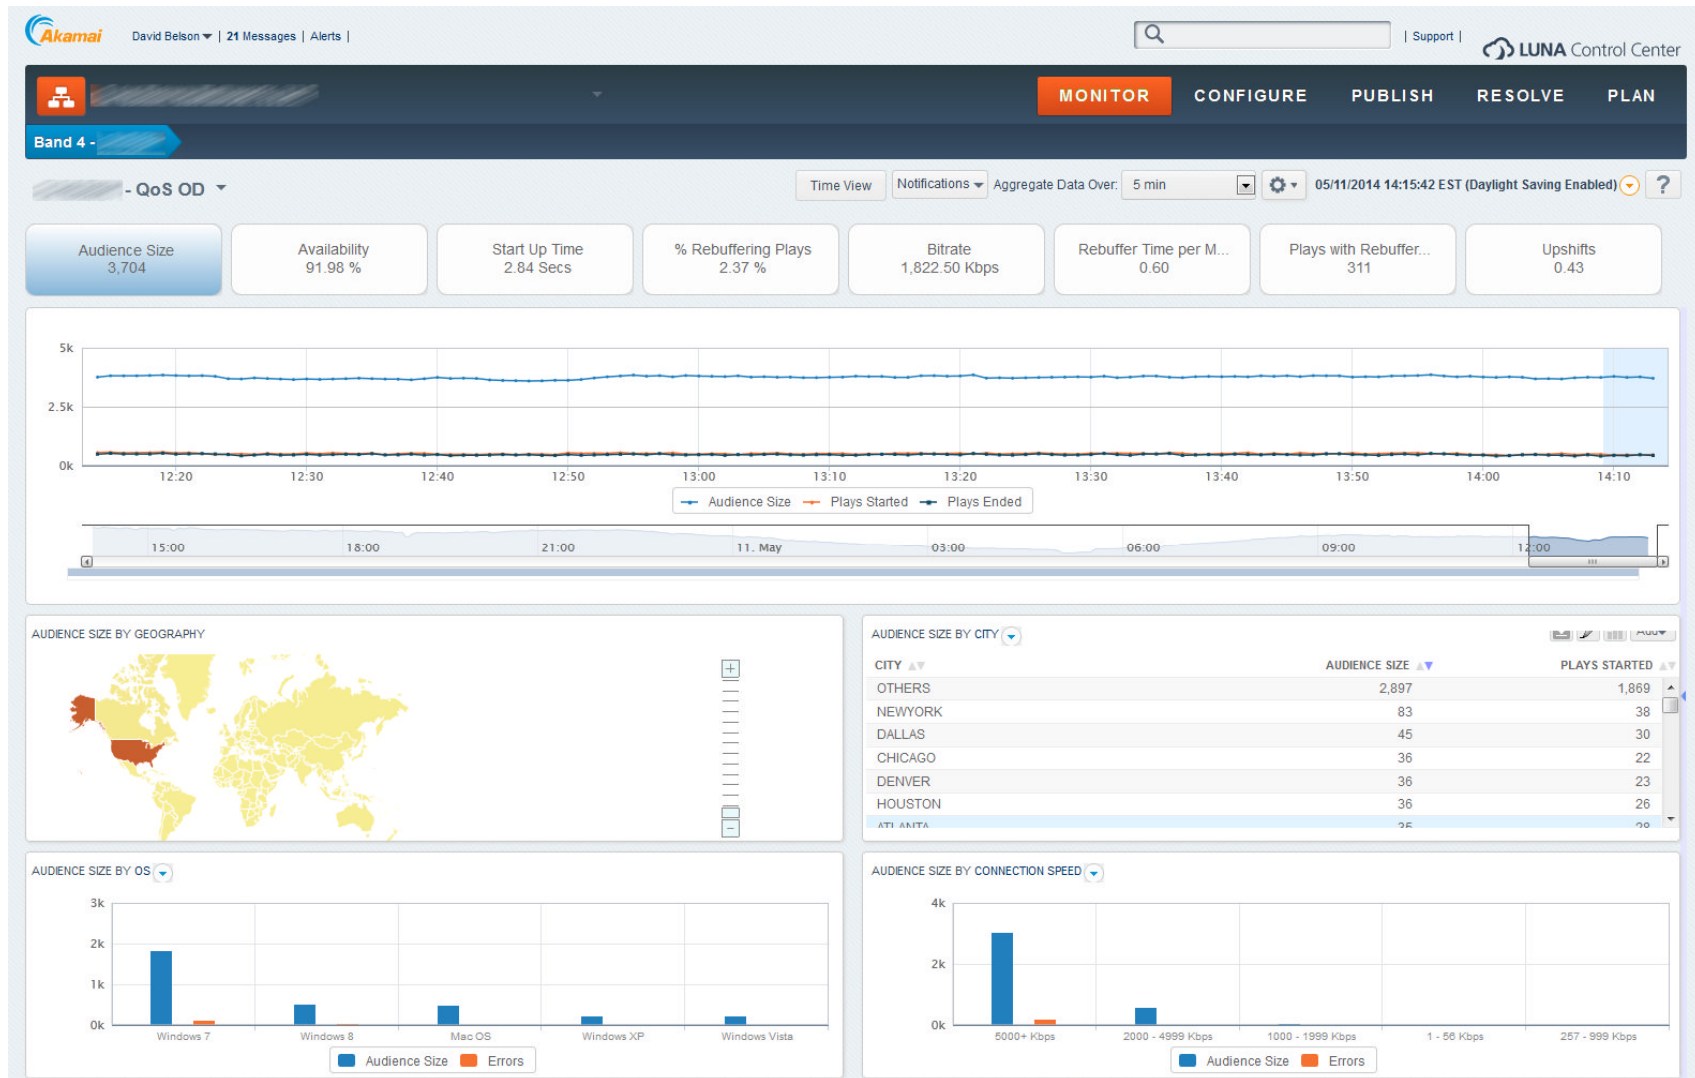 Akamai David Belson | 21 Messages | Alerts | | Support | LUNA Control Center
MONITOR CONFIGURE PUBLISH RESOLVE PLAN
Band 4 -
- QoS OD Time View Notifications Aggregate Data Over: 5 min 05/11/2014 14:15:42 EST (Daylight Saving Enabled) ?
Audience Size Availability Start Up Time % Rebuffering Plays Bitrate Rebuffer Time per M... Plays with Rebuffer... Upshifts
3,704 91.98 % 2.84 Secs 2.37 % 1,822.50 Kbps 0.60 311 0.43
5k
2.5k
0k
12:20 12:30 12:40 12:50 13:00 13:10 13:20 13:30 13:40 13:50 14:00 14:10
Audience Size Plays Started Plays Ended
15:00 18:00 21:00 11. May 03:00 06:00 09:00 12:00
AUDIENCE SIZE BY GEOGRAPHY
+
−
AUDIENCE SIZE BY CITY Add
CITY AUDIENCE SIZE PLAYS STARTED
OTHERS 2,897 1,869
NEWYORK 83 38
DALLAS 45 30
CHICAGO 36 22
DENVER 36 23
HOUSTON 36 26
ATLANTA 35 28
AUDIENCE SIZE BY OS
3k
2k
1k
0k
Windows 7 Windows 8 Mac OS Windows XP Windows Vista
Audience Size Errors
AUDIENCE SIZE BY CONNECTION SPEED
4k
2k
0k
5000+ Kbps 2000 - 4999 Kbps 1000 - 1999 Kbps 1 - 56 Kbps 257 - 999 Kbps
Audience Size Errors